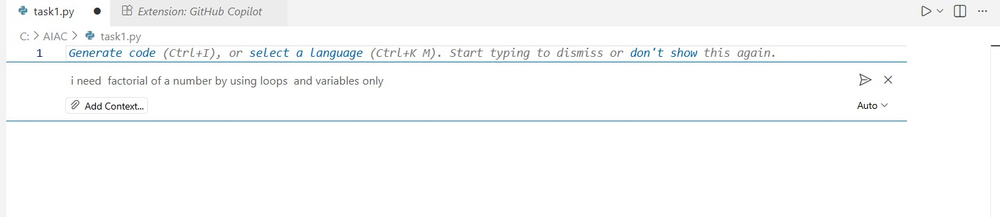 task1.py
Extension: GitHub Copilot
C: > AIAC > task1.py
1 Generate code (Ctrl+I), or select a language (Ctrl+K M). Start typing to dismiss or don't show this again.
i need factorial of a number by using loops and variables only
Add Context...
Auto